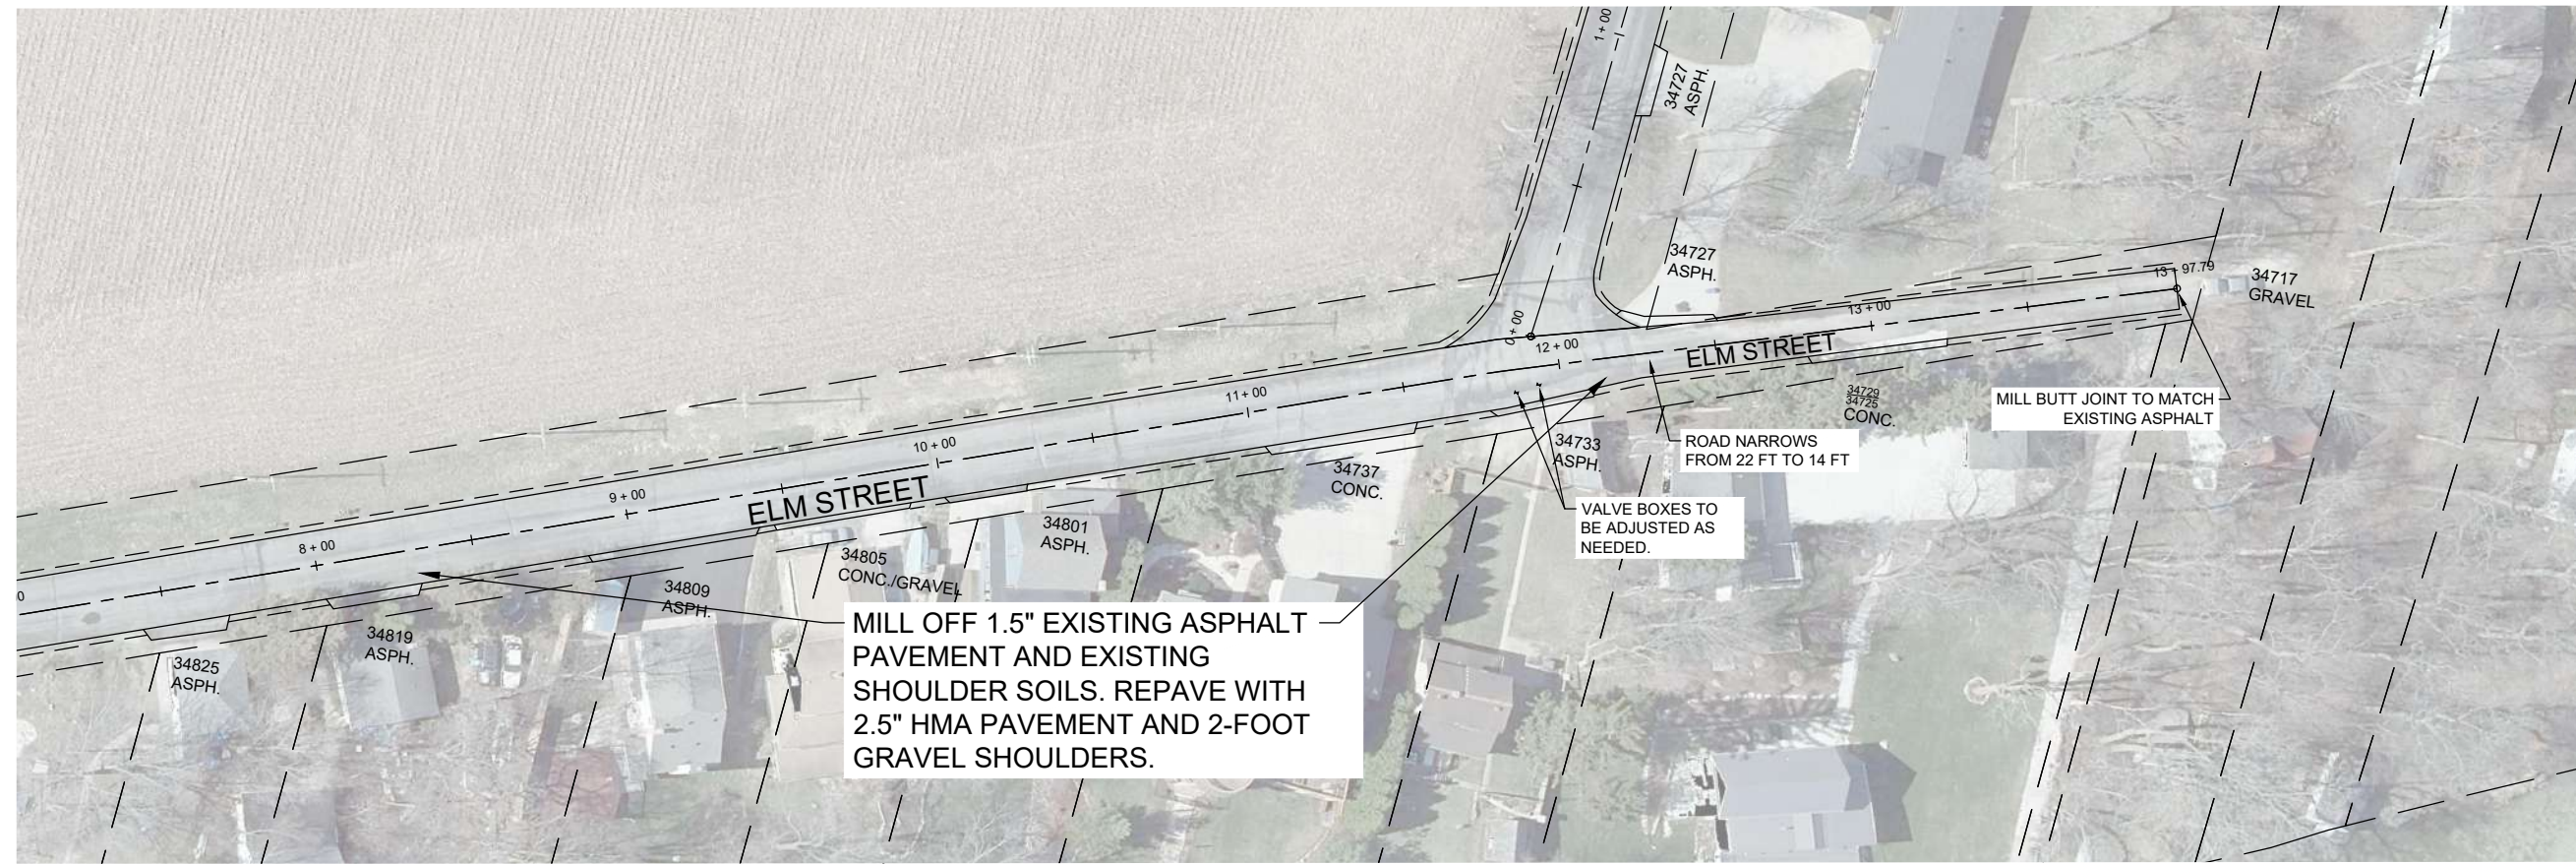 1 + 00
34727
ASPH.
34727
ASPH.
13 + 97.79
34717
GRAVEL
13 + 00
0 + 00
12 + 00
ELM STREET
11 + 00
34729
34725
CONC.
MILL BUTT JOINT TO MATCH
EXISTING ASPHALT
10 + 00
34733
ASPH.
ROAD NARROWS
FROM 22 FT TO 14 FT
34737
CONC.
9 + 00
ELM STREET
VALVE BOXES TO
BE ADJUSTED AS
NEEDED.
34801
ASPH.
8 + 00
34805
CONC./GRAVEL
34809
ASPH.
MILL OFF 1.5" EXISTING ASPHALT
PAVEMENT AND EXISTING
SHOULDER SOILS. REPAVE WITH
2.5" HMA PAVEMENT AND 2-FOOT
GRAVEL SHOULDERS.
34819
ASPH.
34825
ASPH.